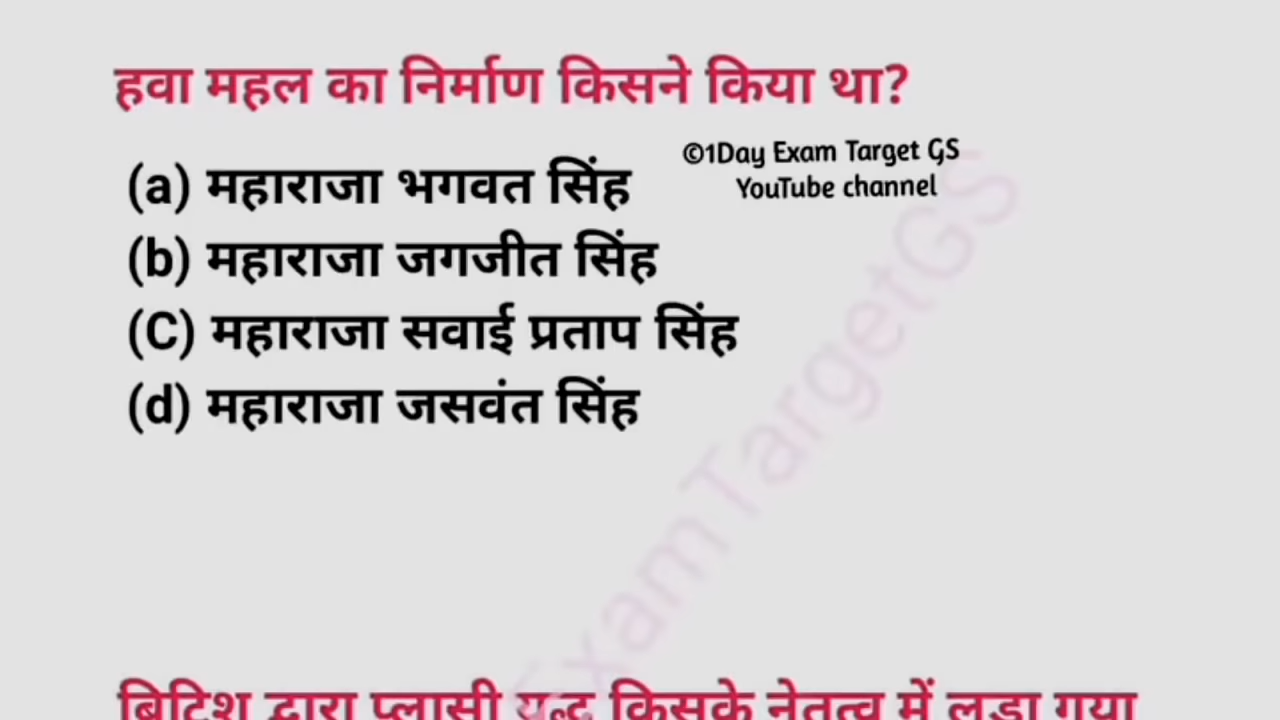 हवा महल का निर्माण किसने किया था?
©1Day Exam Target GS
YouTube channel
(a) महाराजा भगवत सिंह
(b) महाराजा जगजीत सिंह
(C) महाराजा सवाई प्रताप सिंह
(d) महाराजा जसवंत सिंह
ExamTargetGS
ब्रिटिश द्वारा प्लासी युद्ध किसके नेतृत्व में लड़ा गया